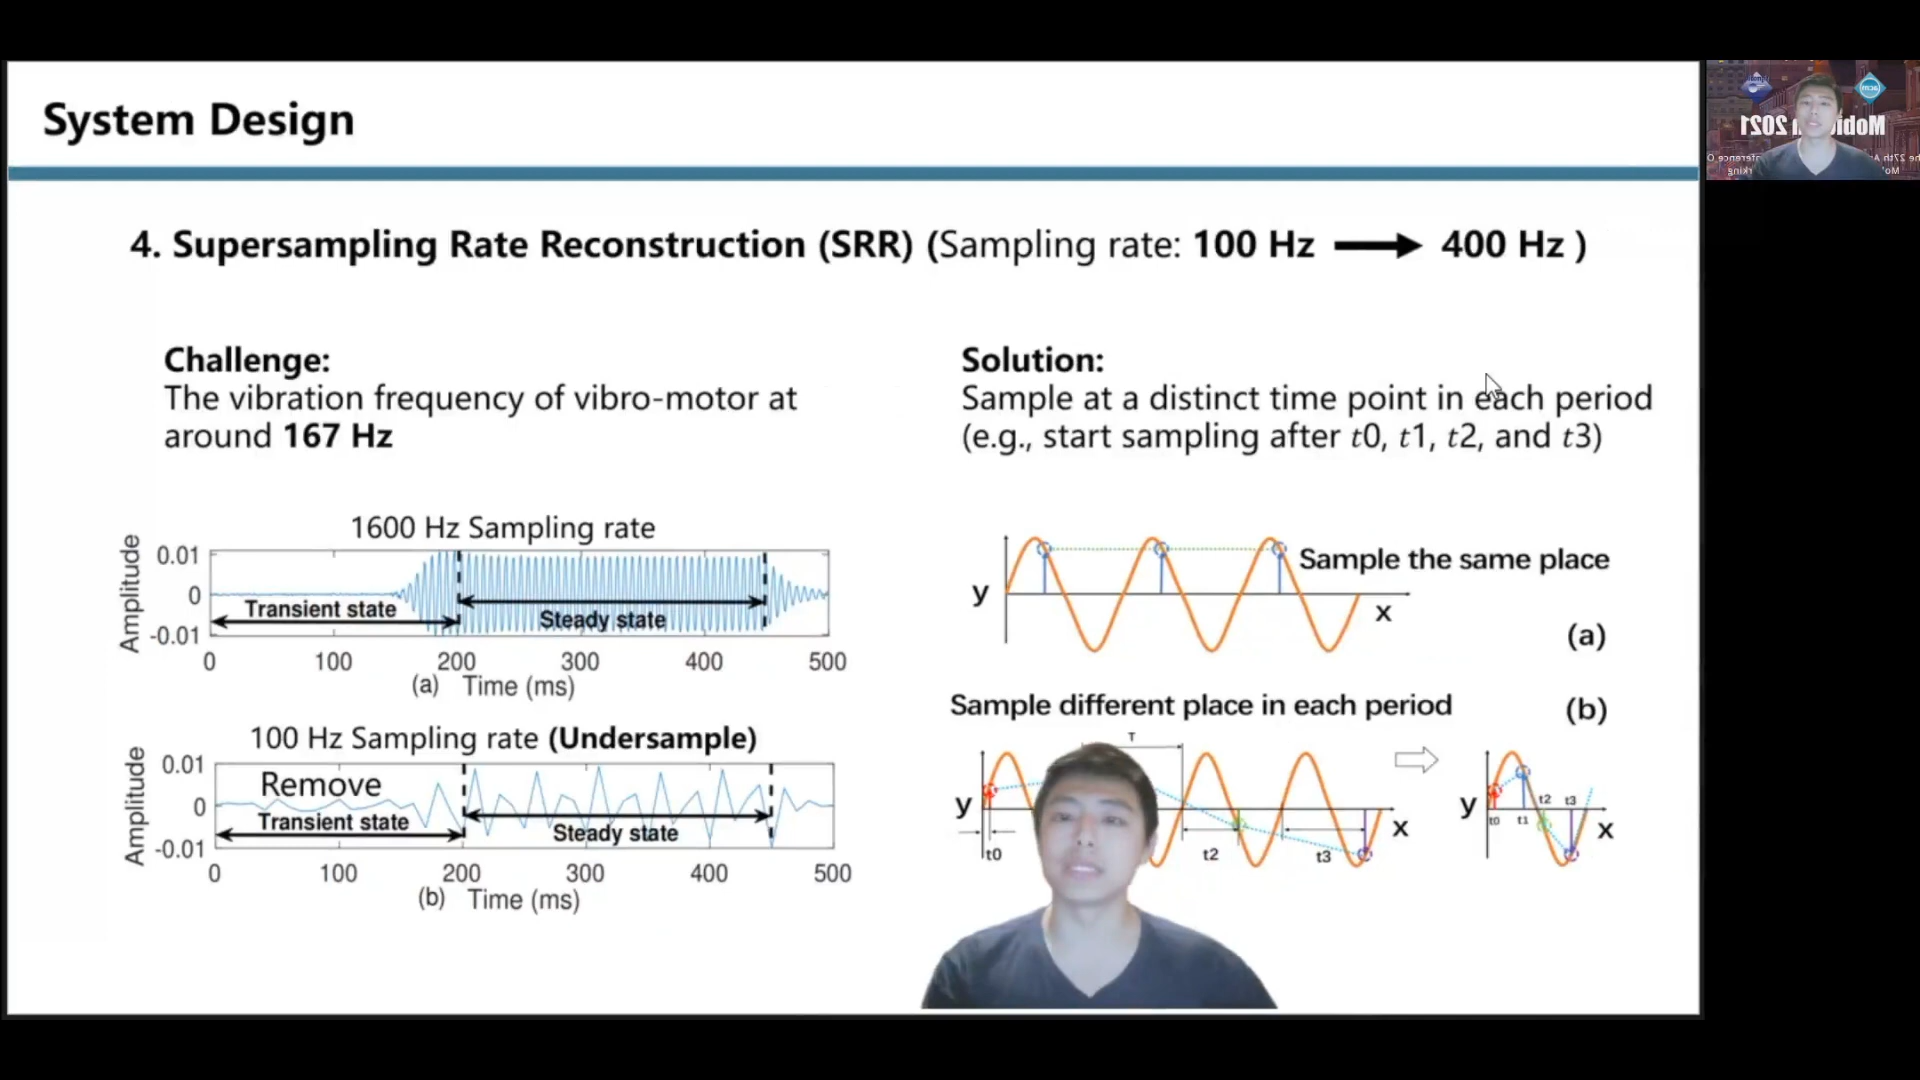 System Design
4. Supersampling Rate Reconstruction (SRR) (Sampling rate: 100 Hz → 400 Hz )
Challenge:
The vibration frequency of vibro-motor at
around 167 Hz
1600 Hz Sampling rate
Amplitude
0.01
0
-0.01
Transient state
Steady state
0 100 200 300 400 500
(a) Time (ms)
100 Hz Sampling rate (Undersample)
Amplitude
0.01
0
-0.01
Remove
Transient state
Steady state
0 100 200 300 400 500
(b) Time (ms)
Solution:
Sample at a distinct time point in each period
(e.g., start sampling after t0, t1, t2, and t3)
Sample the same place
y
x
(a)
Sample different place in each period
(b)
T
y
x
t0
t2
t3
y
x
t0
t1
t2
t3
acm
2021